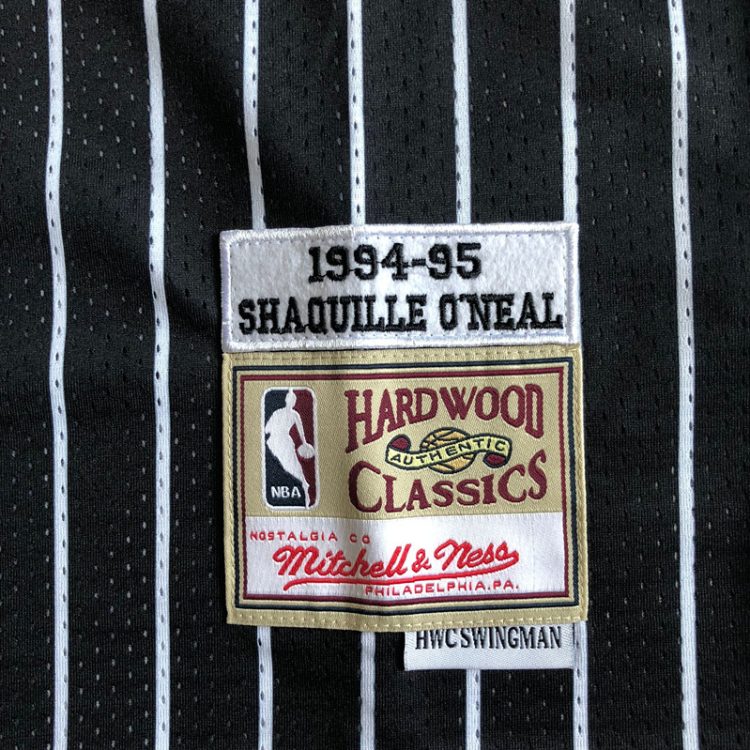 1994-95
SHAQUILLE O'NEAL
HARDWOOD
AUTHENTIC
CLASSICS
NBA
NOSTALGIA CO
Mitchell & Ness
PHILADELPHIA, PA.
HWC SWINGMAN